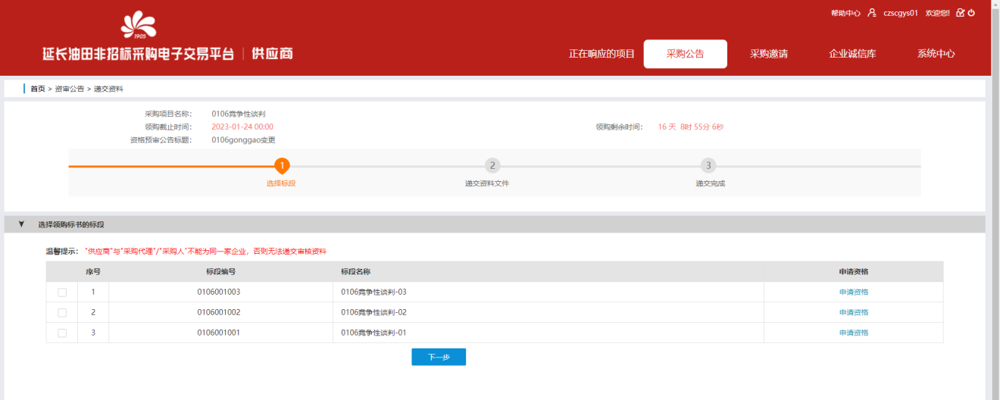 帮助中心 czscgys01 欢迎您!
1905
延长油田非招标采购电子交易平台 | 供应商
正在响应的项目 采购公告 采购邀请 企业诚信库 系统中心
首页 > 资审公告 > 递交资料
采购项目名称: 0106竞争性谈判
领购截止时间: 2023-01-24 00:00 领购剩余时间: 16 天 8时 55分 6秒
资格预审公告标题: 0106gonggao变更
1 2 3
选择标段 递交资料文件 递交完成
选择领购标书的标段
温馨提示: "供应商"与"采购代理"/"采购人"不能为同一家企业，否则无法递交审核资料
序号 标段编号 标段名称 申请资格
1 0106001003 0106竞争性谈判-03 申请资格
2 0106001002 0106竞争性谈判-02 申请资格
3 0106001001 0106竞争性谈判-01 申请资格
下一步